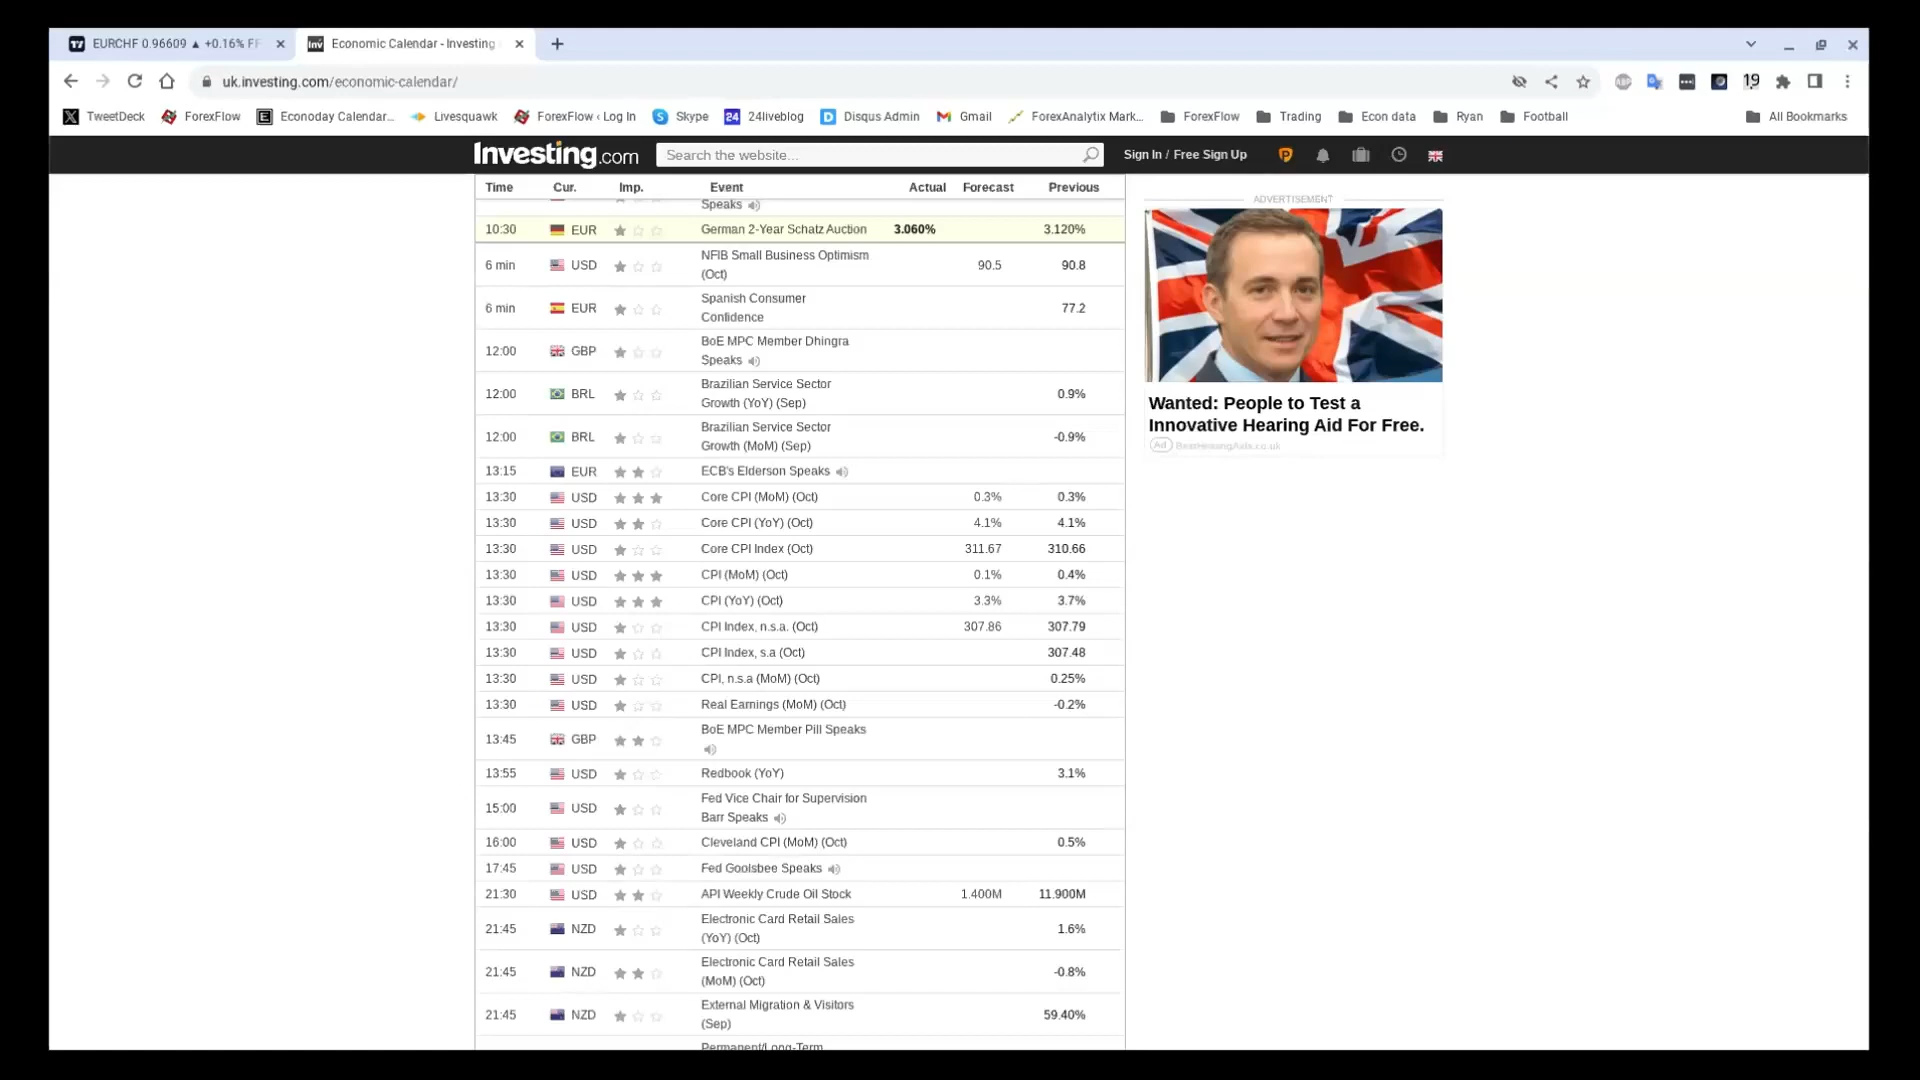 EURCHF 0.96609 ▲ +0.16% FF
Economic Calendar - Investing
uk.investing.com/economic-calendar/
19
TweetDeck
ForexFlow
Econoday Calendar...
Livesquawk
ForexFlow ‹ Log In
Skype
24 24liveblog
Disqus Admin
Gmail
ForexAnalytix Mark...
ForexFlow
Trading
Econ data
Ryan
Football
All Bookmarks
Investing.com
Search the website...
Sign In / Free Sign Up
Time Cur. Imp. Event Actual Forecast Previous
Speaks
10:30 EUR German 2-Year Schatz Auction 3.060% 3.120%
6 min USD NFIB Small Business Optimism (Oct) 90.5 90.8
6 min EUR Spanish Consumer Confidence 77.2
12:00 GBP BoE MPC Member Dhingra Speaks
12:00 BRL Brazilian Service Sector Growth (YoY) (Sep) 0.9%
12:00 BRL Brazilian Service Sector Growth (MoM) (Sep) -0.9%
13:15 EUR ECB's Elderson Speaks
13:30 USD Core CPI (MoM) (Oct) 0.3% 0.3%
13:30 USD Core CPI (YoY) (Oct) 4.1% 4.1%
13:30 USD Core CPI Index (Oct) 311.67 310.66
13:30 USD CPI (MoM) (Oct) 0.1% 0.4%
13:30 USD CPI (YoY) (Oct) 3.3% 3.7%
13:30 USD CPI Index, n.s.a. (Oct) 307.86 307.79
13:30 USD CPI Index, s.a (Oct) 307.48
13:30 USD CPI, n.s.a (MoM) (Oct) 0.25%
13:30 USD Real Earnings (MoM) (Oct) -0.2%
13:45 GBP BoE MPC Member Pill Speaks
13:55 USD Redbook (YoY) 3.1%
15:00 USD Fed Vice Chair for Supervision Barr Speaks
16:00 USD Cleveland CPI (MoM) (Oct) 0.5%
17:45 USD Fed Goolsbee Speaks
21:30 USD API Weekly Crude Oil Stock 1.400M 11.900M
21:45 NZD Electronic Card Retail Sales (YoY) (Oct) 1.6%
21:45 NZD Electronic Card Retail Sales (MoM) (Oct) -0.8%
21:45 NZD External Migration & Visitors (Sep) 59.40%
Permanent/Long-Term
ADVERTISEMENT
Wanted: People to Test a
Innovative Hearing Aid For Free.
Ad